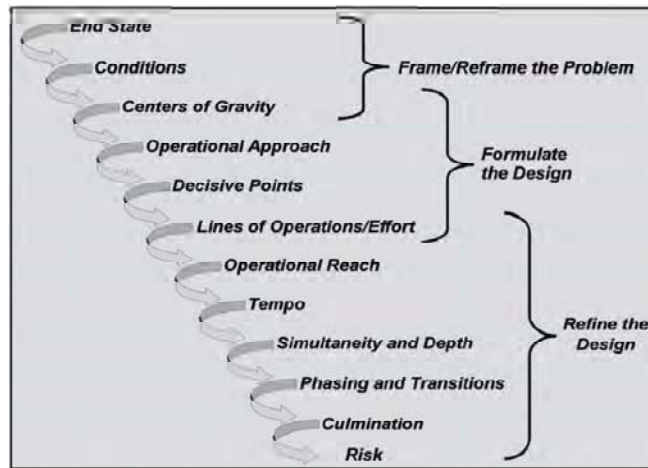 End State
Conditions
Centers of Gravity
Operational Approach
Decisive Points
Lines of Operations/Effort
Operational Reach
Tempo
Simultaneity and Depth
Phasing and Transitions
Culmination
Risk
Frame/Reframe the Problem
Formulate
the Design
Refine the
Design